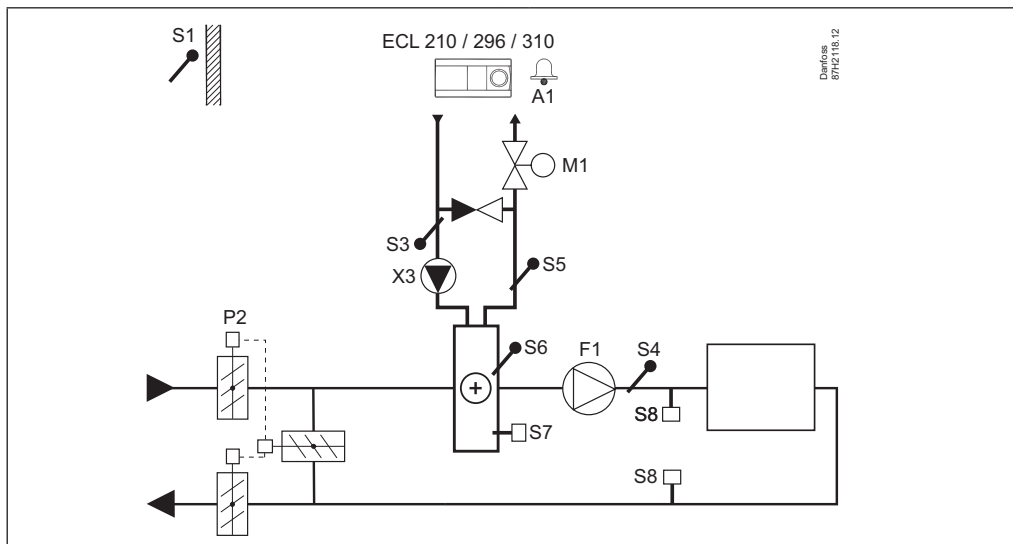 S1
ECL 210 / 296 / 310
A1
Danfoss
87H2118.12
M1
S3
S5
X3
P2
S6
F1
S4
+
S8
S7
S8